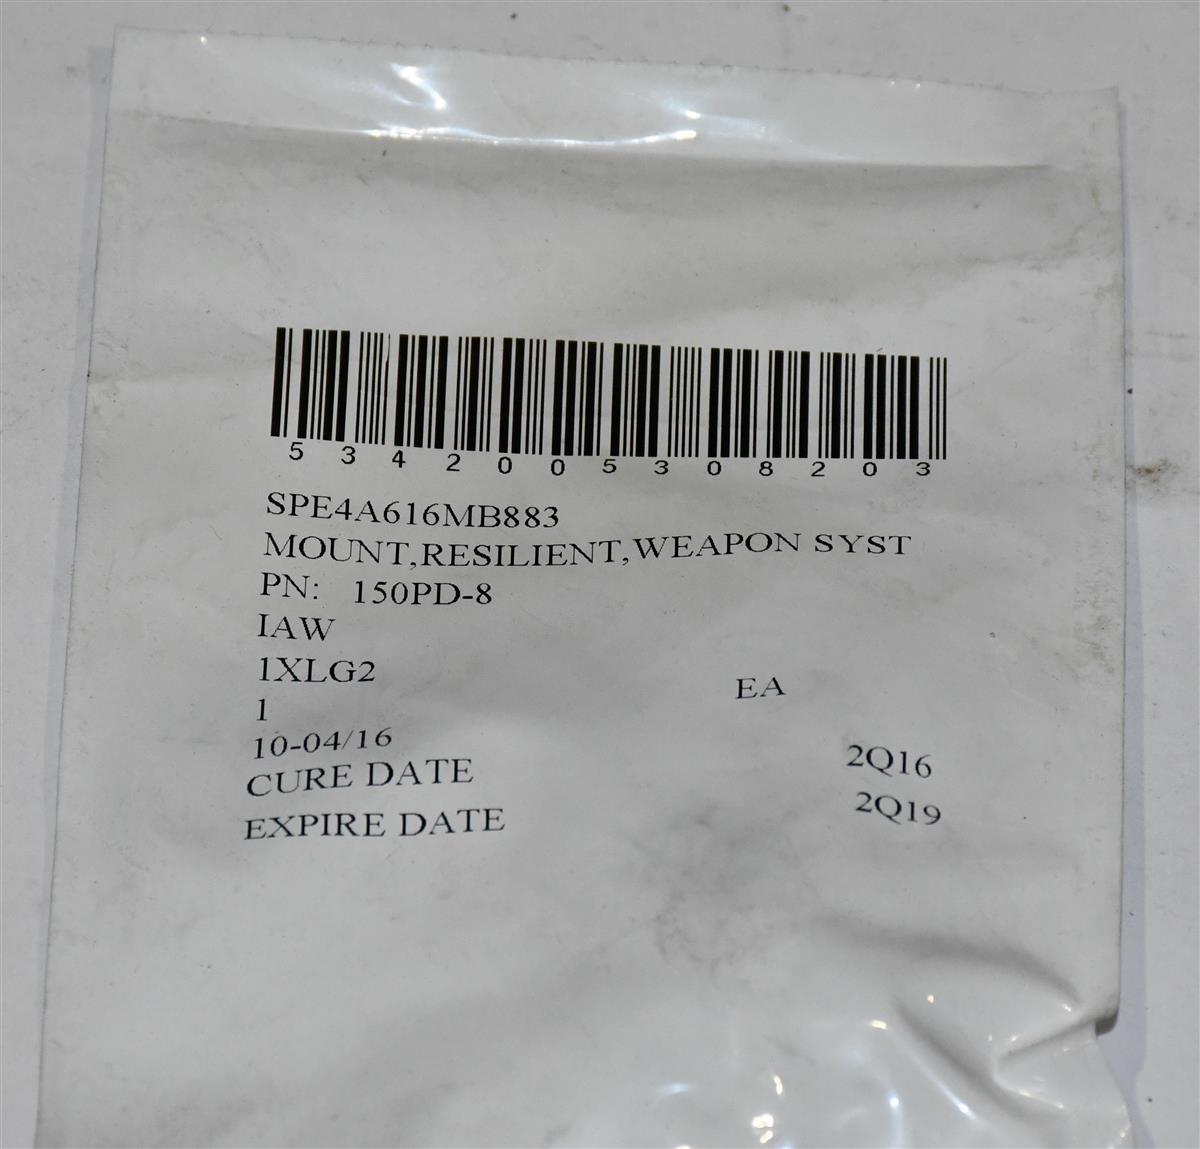 5342005308203
SPE4A616MB883
MOUNT,RESILIENT,WEAPON SYST
PN: 150PD-8
IAW
1XLG2
1 EA
10-04/16
CURE DATE 2Q16
EXPIRE DATE 2Q19